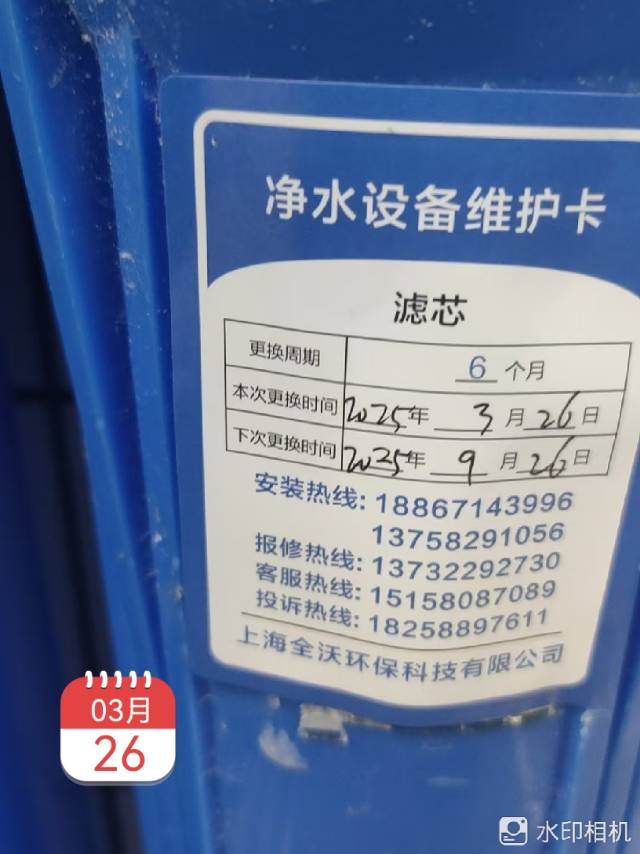 净水设备维护卡
滤芯
更换周期 6 个月
本次更换时间 2025年 3 月 26 日
下次更换时间 2025年 9 月 26 日
安装热线: 18867143996
13758291056
报修热线: 13732292730
客服热线: 15158087089
投诉热线: 18258897611
上海全沃环保科技有限公司
03月
26
水印相机